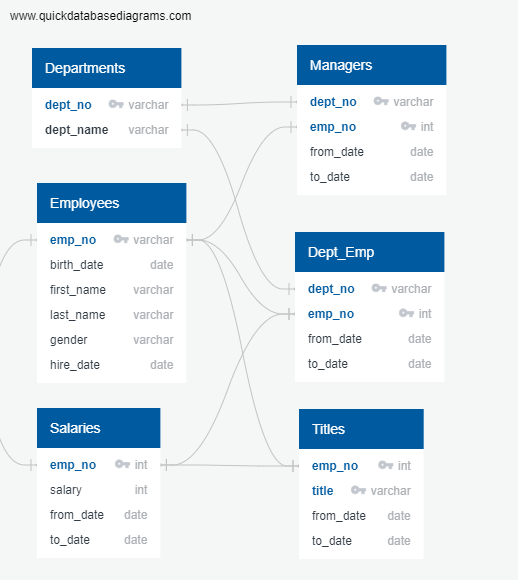 www.quickdatabasediagrams.com
Departments
dept_no varchar
dept_name varchar
Managers
dept_no varchar
emp_no int
from_date date
to_date date
Employees
emp_no varchar
birth_date date
first_name varchar
last_name varchar
gender varchar
hire_date date
Dept_Emp
dept_no varchar
emp_no int
from_date date
to_date date
Salaries
emp_no int
salary int
from_date date
to_date date
Titles
emp_no int
title varchar
from_date date
to_date date